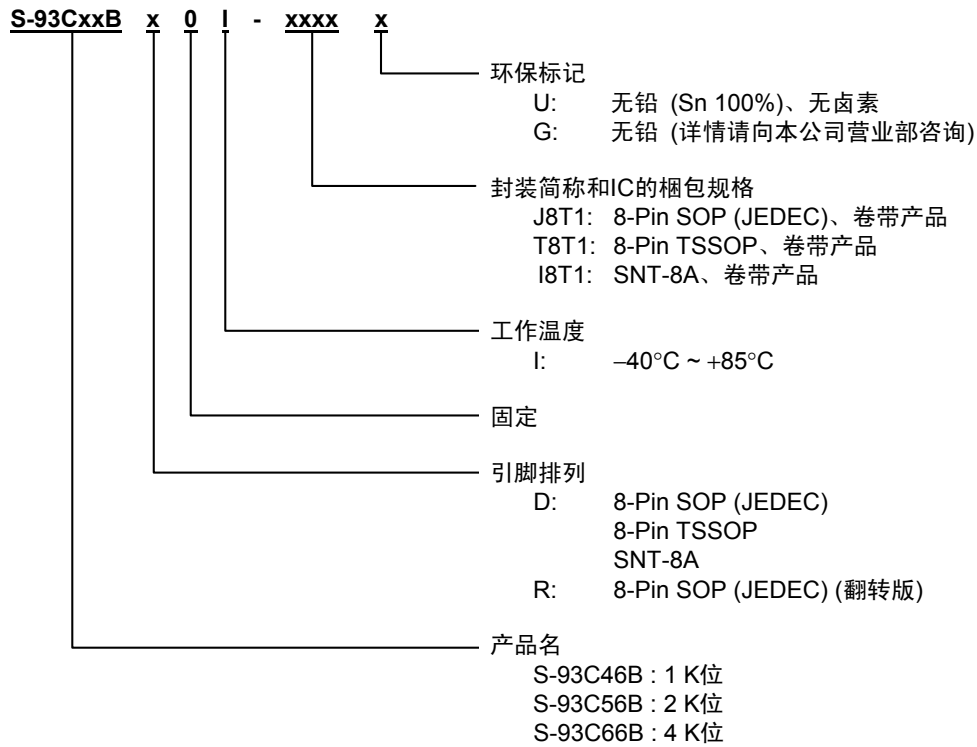 S-93CxxB x 0 I - xxxx x
环保标记
U: 无铅 (Sn 100%)、无卤素
G: 无铅 (详情请向本公司营业部咨询)
封装简称和IC的梱包规格
J8T1: 8-Pin SOP (JEDEC)、卷带产品
T8T1: 8-Pin TSSOP、卷带产品
I8T1: SNT-8A、卷带产品
工作温度
I: −40°C ~ +85°C
固定
引脚排列
D: 8-Pin SOP (JEDEC)
8-Pin TSSOP
SNT-8A
R: 8-Pin SOP (JEDEC) (翻转版)
产品名
S-93C46B : 1 K位
S-93C56B : 2 K位
S-93C66B : 4 K位